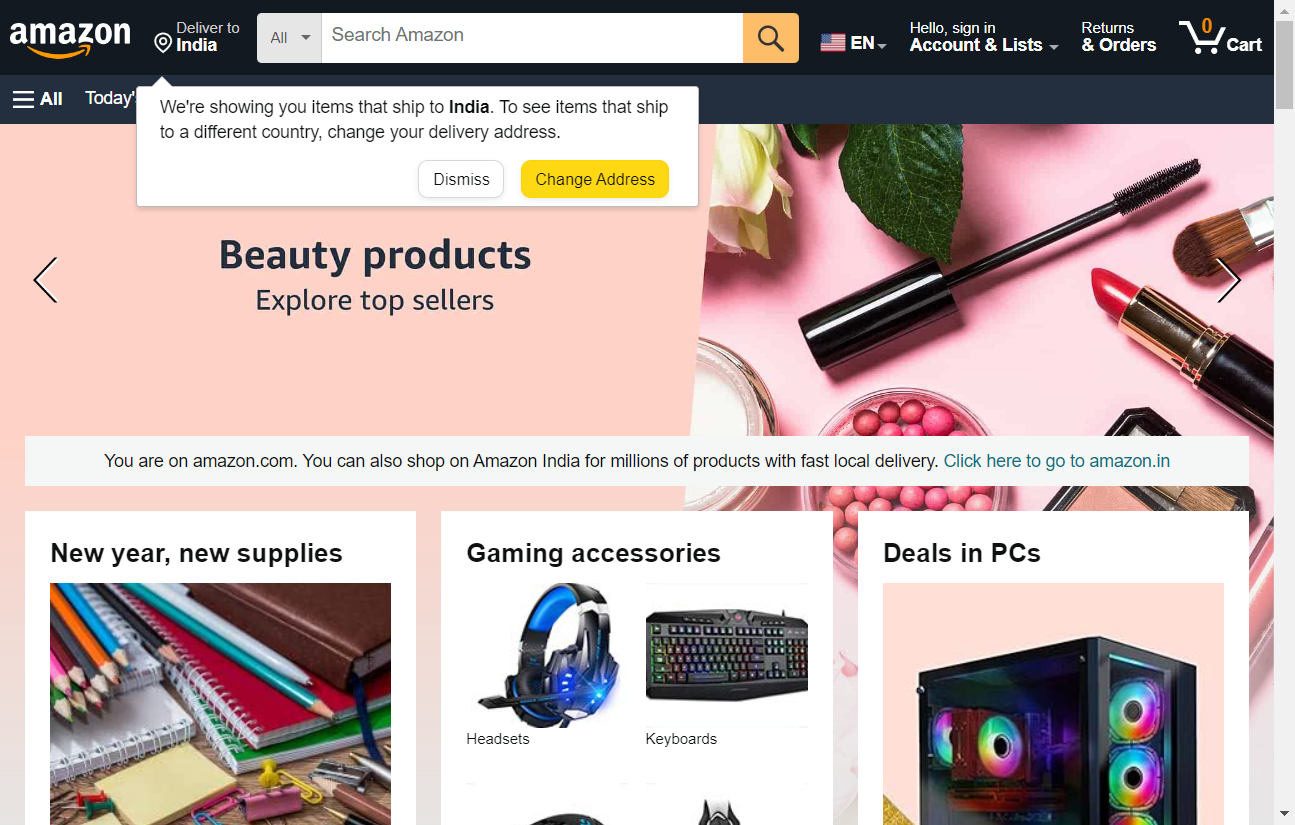 amazon
Deliver to
India
All
Search Amazon
EN
Hello, sign in
Account & Lists
Returns
& Orders
0
Cart
All
Today'
We're showing you items that ship to India. To see items that ship
to a different country, change your delivery address.
Dismiss
Change Address
Beauty products
Explore top sellers
You are on amazon.com. You can also shop on Amazon India for millions of products with fast local delivery. Click here to go to amazon.in
New year, new supplies
Gaming accessories
Deals in PCs
Headsets
Keyboards